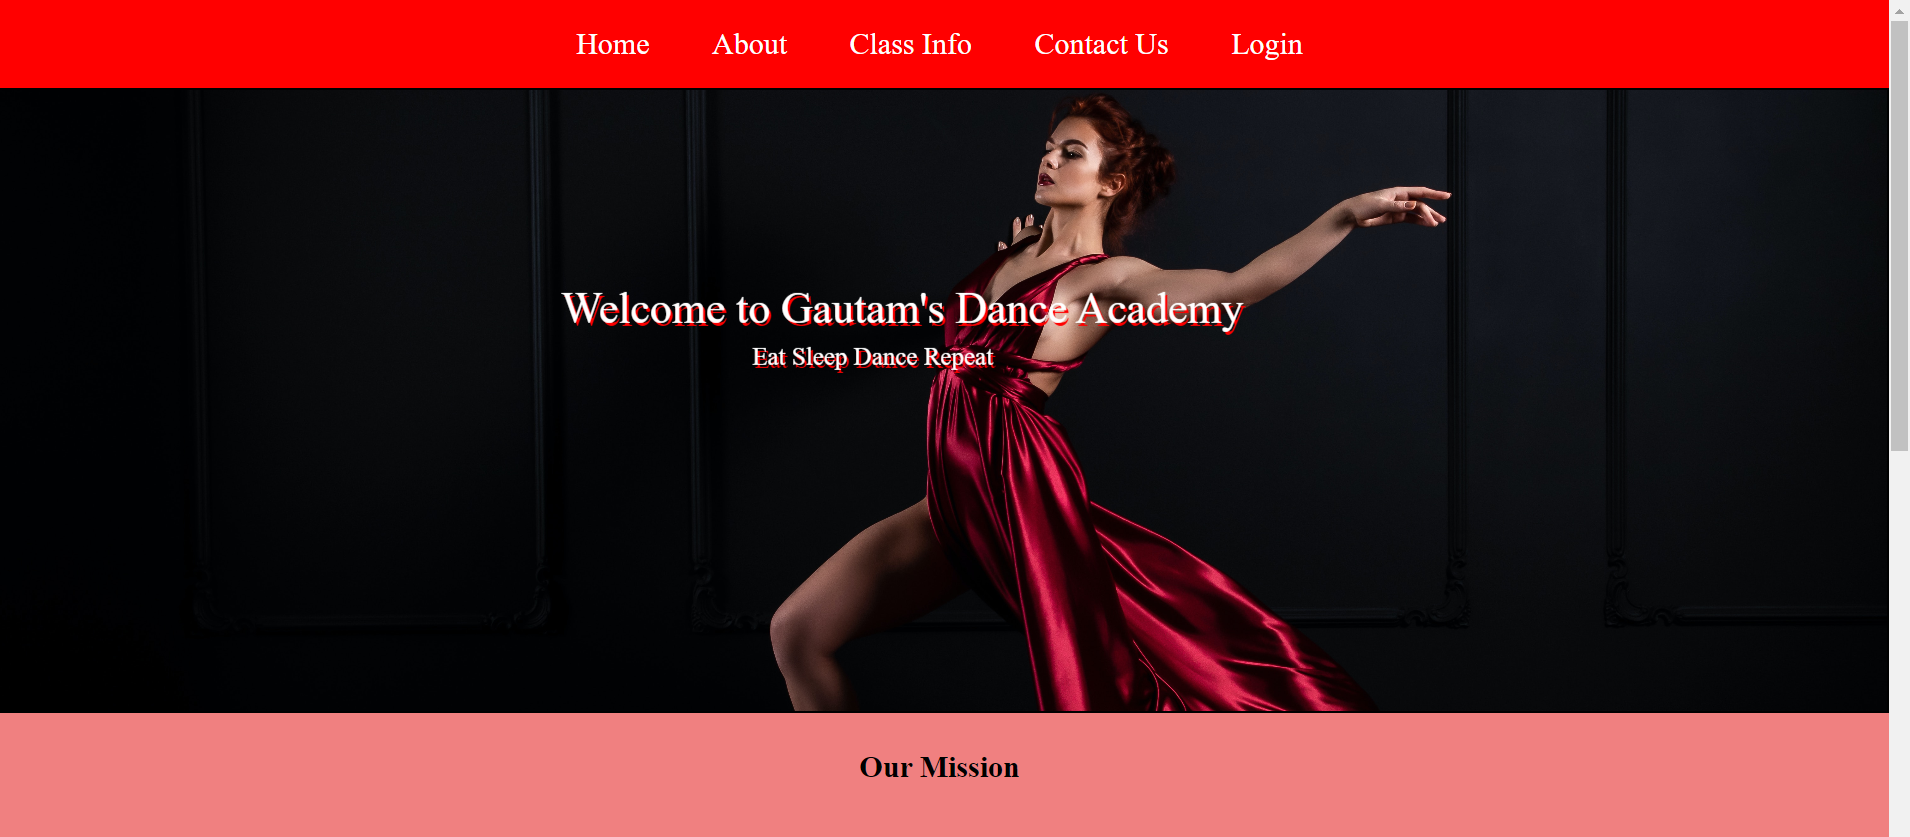 Home About Class Info Contact Us Login
Welcome to Gautam's Dance Academy
Eat Sleep Dance Repeat
Our Mission